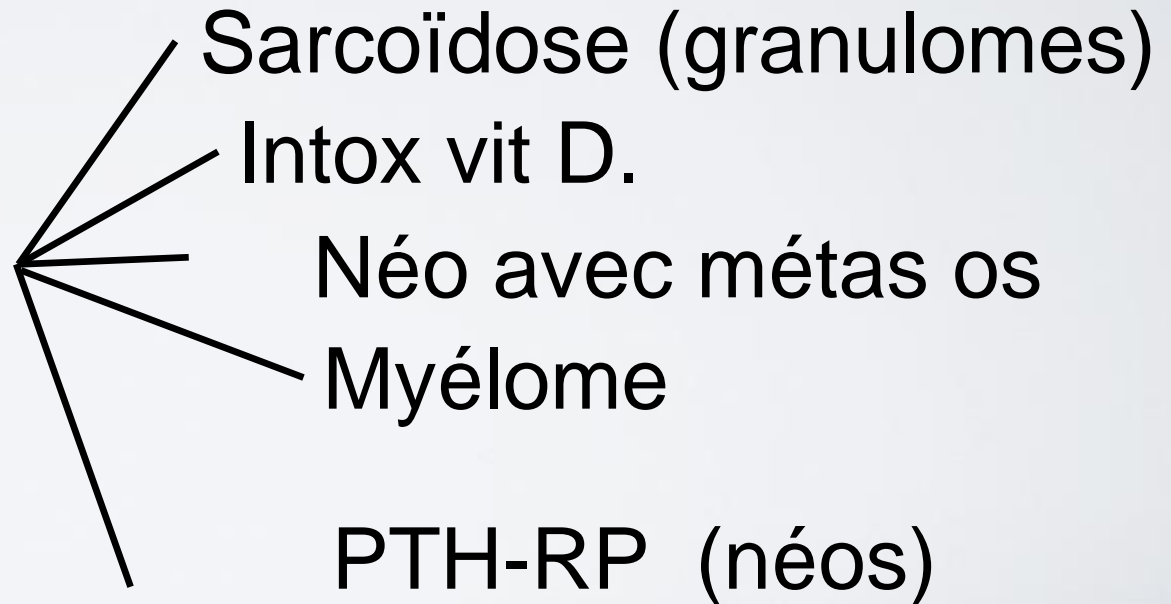 Sarcoïdose (granulomes)
Intox vit D.
Néo avec métas os
Myélome
PTH-RP (néos)